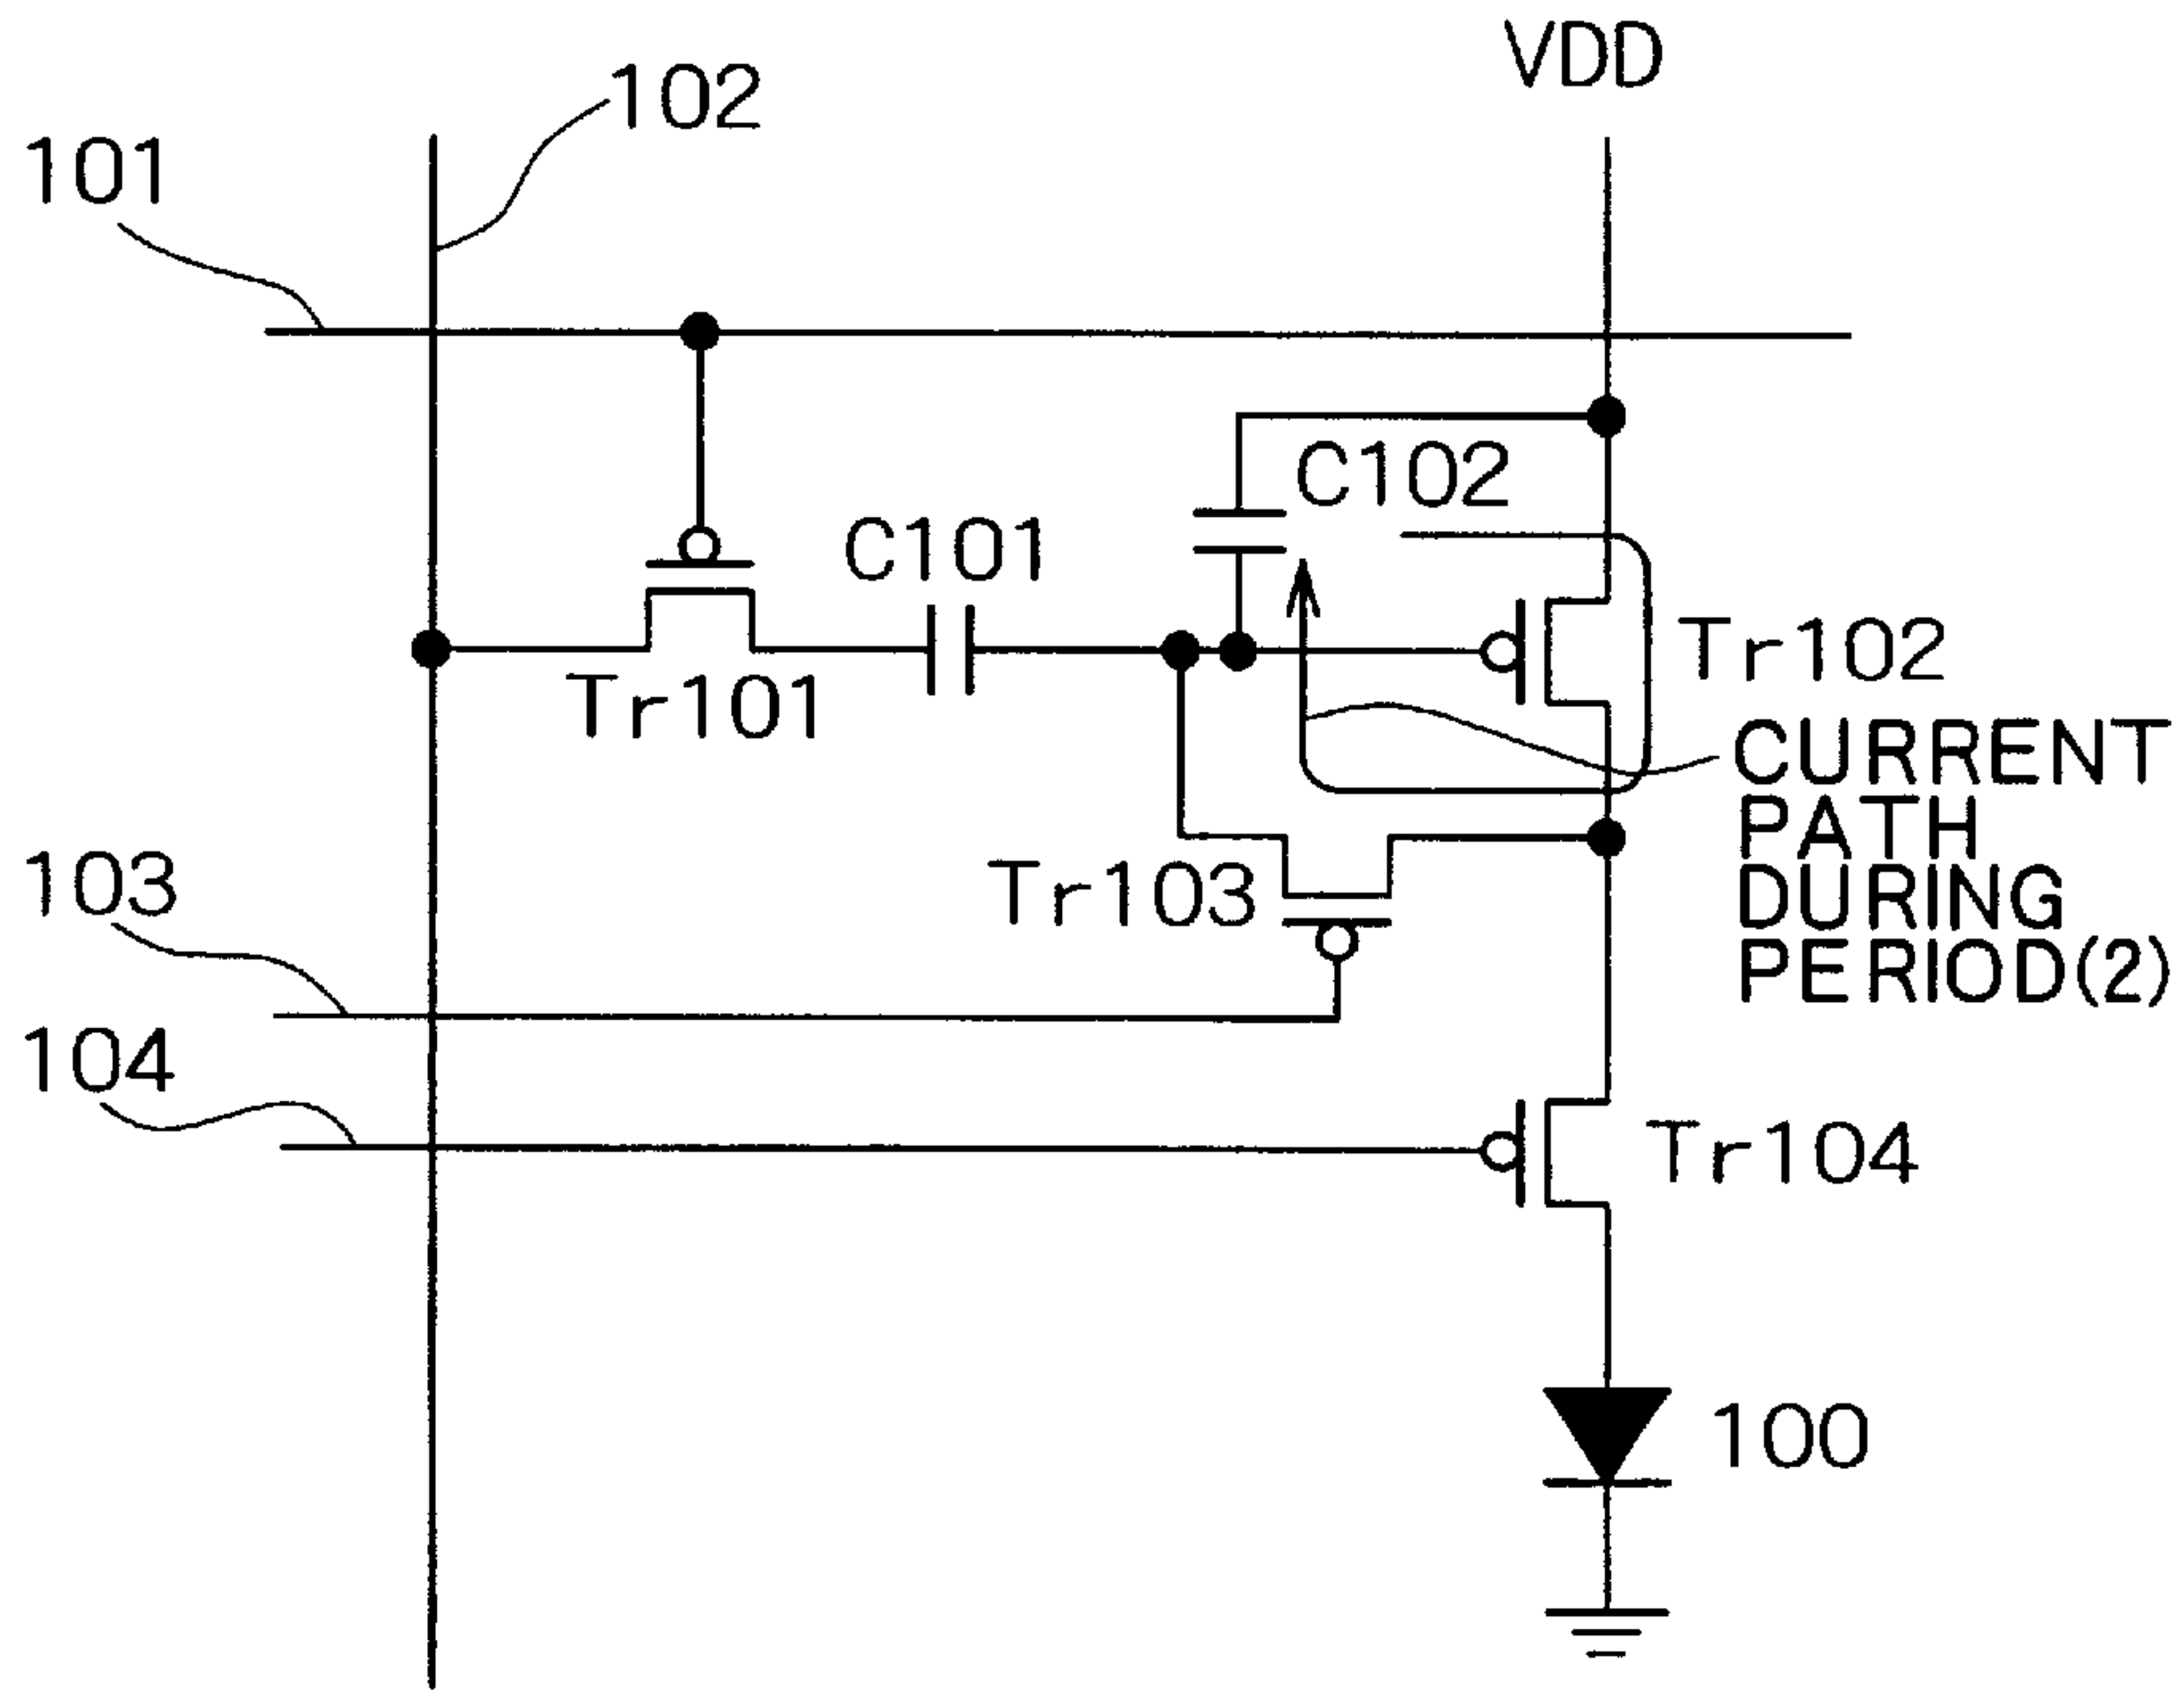 VDD
102
101
C102
C101
Tr102
Tr101
CURRENT
PATH
DURING
PERIOD(2)
103
Tr103
104
Tr104
100